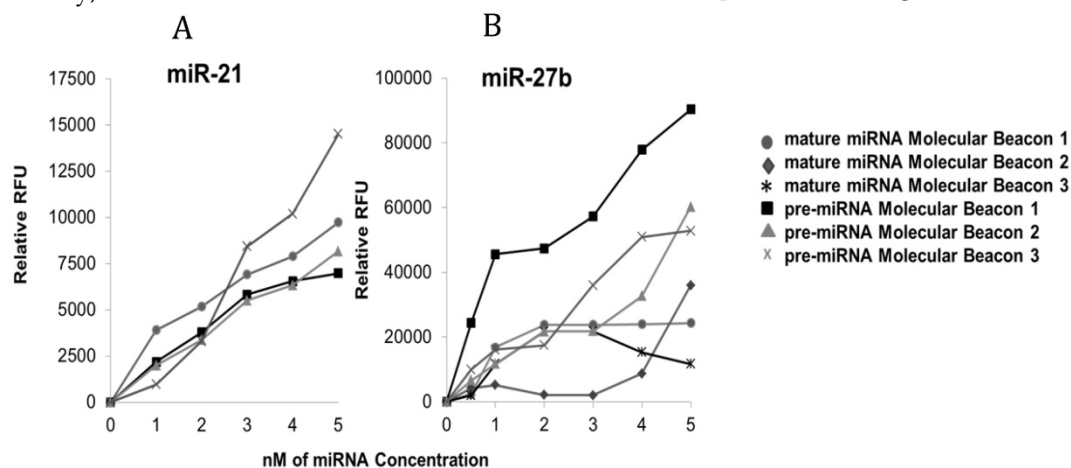 A
B
miR-21
miR-27b
Relative RFU
17500
15000
12500
10000
7500
5000
2500
0
0 1 2 3 4 5
Relative RFU
100000
80000
60000
40000
20000
0
0 1 2 3 4 5
nM of miRNA Concentration
mature miRNA Molecular Beacon 1
mature miRNA Molecular Beacon 2
mature miRNA Molecular Beacon 3
pre-miRNA Molecular Beacon 1
pre-miRNA Molecular Beacon 2
pre-miRNA Molecular Beacon 3